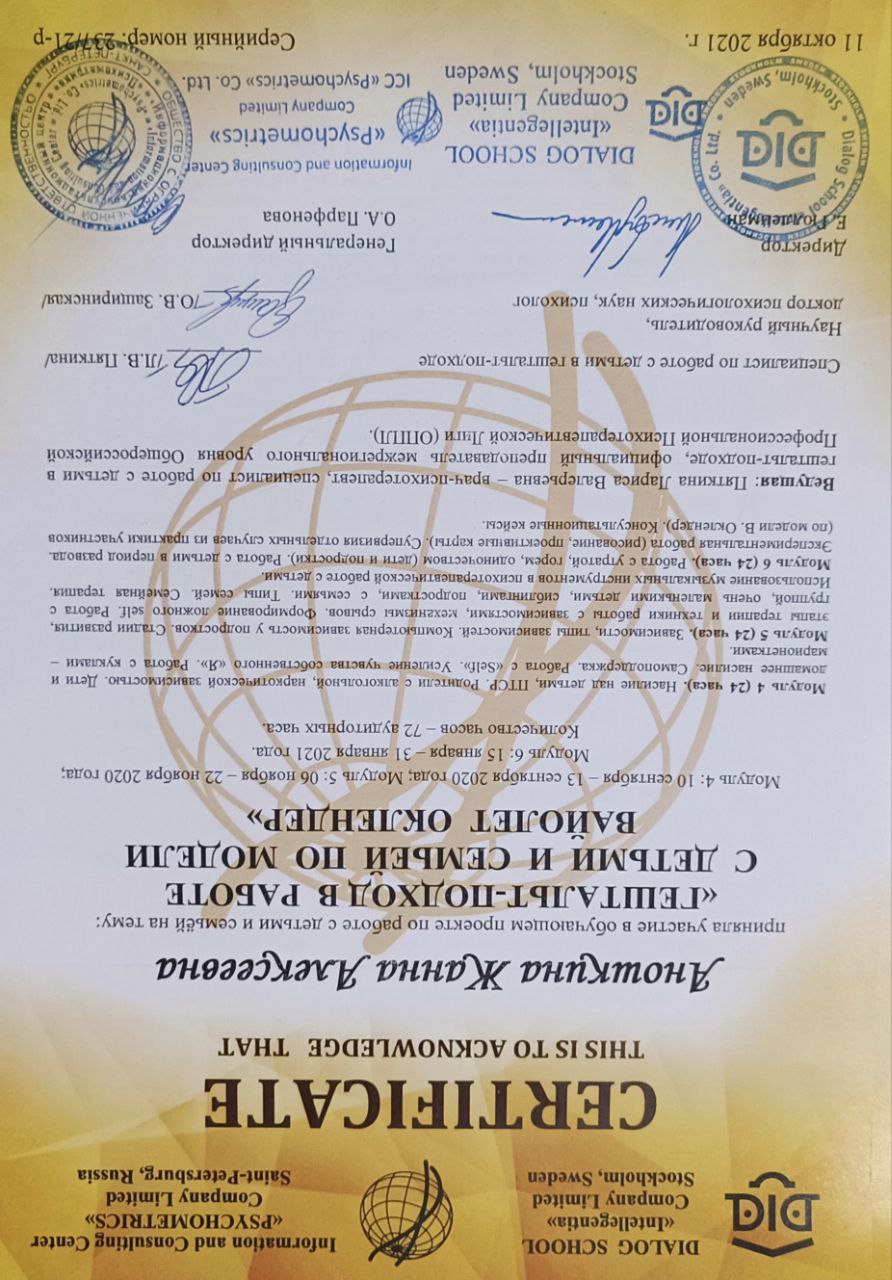 DIALOG SCHOOL
«Intellegentia»
Company Limited
Stockholm, Sweden
Information and Consulting Center
«PSYCHOMETRICS»
Company Limited
Saint-Petersburg, Russia
CERTIFICATE
THIS IS TO ACKNOWLEDGE THAT
Аношкина Жанна Алексеевна
приняла участие в обучающем проекте по работе с детьми и семьёй на тему:
«ГЕШТАЛЬТ-ПОДХОД В РАБОТЕ
С ДЕТЬМИ И СЕМЬЕЙ ПО МОДЕЛИ
ВАЙОЛЕТ ОКЛЕНДЕР»
Модуль 4: 10 сентября – 13 сентября 2020 года; Модуль 5: 06 ноября – 22 ноября 2020 года;
Модуль 6: 15 января – 31 января 2021 года.
Количество часов – 72 аудиторных часа.
Модуль 4 (24 часа). Насилие над детьми, ПТСР. Родители с алкогольной, наркотической зависимостью. Дети и
домашнее насилие. Самоподдержка. Работа с «Self». Усиление чувства собственного «Я». Работа с куклами –
марионетками.
Модуль 5 (24 часа). Зависимости, типы зависимостей. Компьютерная зависимость у подростков. Стадии развития,
этапы терапии и техники работы с зависимостями, механизмы срывов. Формирование ложного self. Работа с
группой, очень маленькими детьми, сиблингами, подростками, с семьями. Типы семей. Семейная терапия.
Использование музыкальных инструментов в психотерапевтической работе с детьми.
Модуль 6 (24 часа). Работа с утратой, горем, одиночеством (дети и подростки). Работа с детьми в период развода.
Экспериментальная работа (рисование, проективные карты). Супервизия отдельных случаев из практики участников
(по модели В. Оклендер). Консультационные кейсы.
Ведущая: Пяткина Лариса Валерьевна – врач-психотерапевт, специалист по работе с детьми в
гештальт-подходе, официальный преподаватель межрегионального уровня Общероссийской
Профессиональной Психотерапевтической Лиги (ОППЛ).
Специалист по работе с детьми в гештальт-подходе /Л.В. Пяткина/
Научный руководитель,
доктор психологических наук, психолог /О.В. Защиринская/
Директор
Генеральный директор
О.А. Парфенова
DIALOG SCHOOL
«Intellegentia»
Company Limited
Stockholm, Sweden
Information and Consulting Center
«Psychometrics»
Company Limited
ICC «Psychometrics» Co. Ltd.
11 октября 2021 г.
Серийный номер: 237/21-р